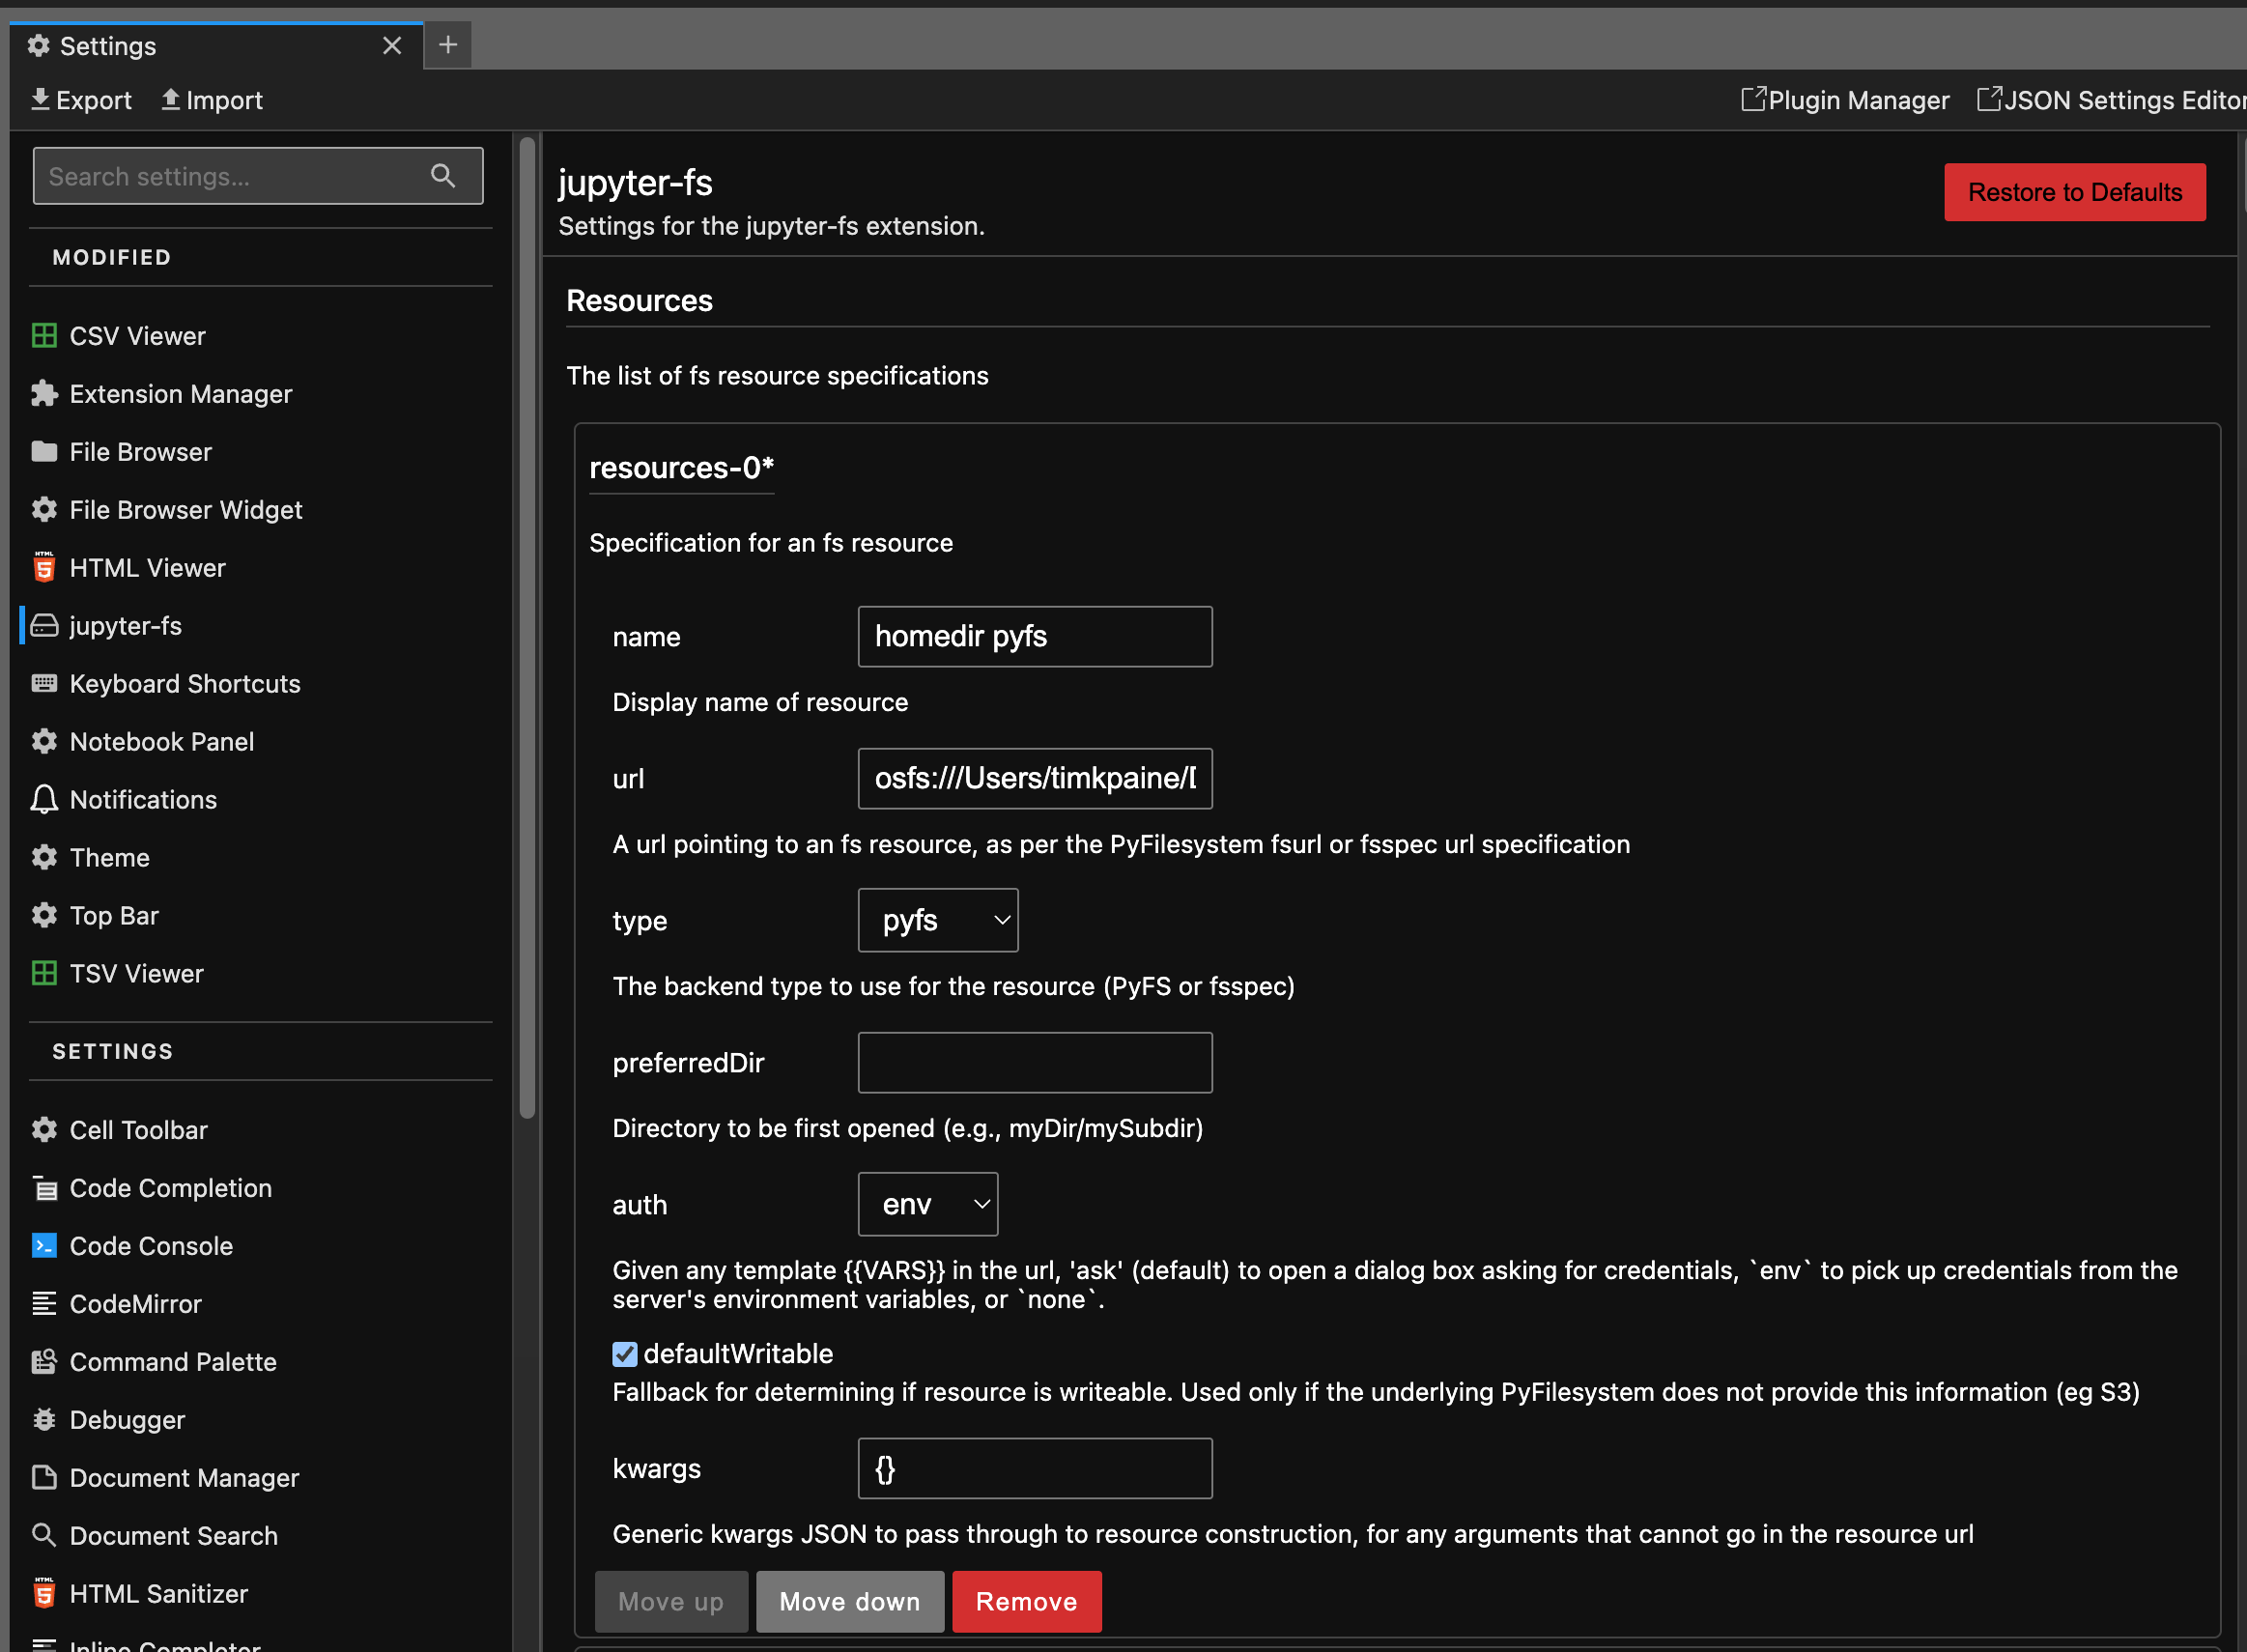 Settings
Export
Import
Plugin Manager
JSON Settings Editor
Search settings...
MODIFIED
CSV Viewer
Extension Manager
File Browser
File Browser Widget
HTML Viewer
jupyter-fs
Keyboard Shortcuts
Notebook Panel
Notifications
Theme
Top Bar
TSV Viewer
SETTINGS
Cell Toolbar
Code Completion
Code Console
CodeMirror
Command Palette
Debugger
Document Manager
Document Search
HTML Sanitizer
Inline Completer
jupyter-fs
Settings for the jupyter-fs extension.
Restore to Defaults
Resources
The list of fs resource specifications
resources-0*
Specification for an fs resource
name
homedir pyfs
Display name of resource
url
osfs:///Users/timkpaine/D
A url pointing to an fs resource, as per the PyFilesystem fsurl or fsspec url specification
type
pyfs
The backend type to use for the resource (PyFS or fsspec)
preferredDir
Directory to be first opened (e.g., myDir/mySubdir)
auth
env
Given any template {{VARS}} in the url, 'ask' (default) to open a dialog box asking for credentials, `env` to pick up credentials from the
server's environment variables, or `none`.
defaultWritable
Fallback for determining if resource is writeable. Used only if the underlying PyFilesystem does not provide this information (eg S3)
kwargs
{}
Generic kwargs JSON to pass through to resource construction, for any arguments that cannot go in the resource url
Move up
Move down
Remove